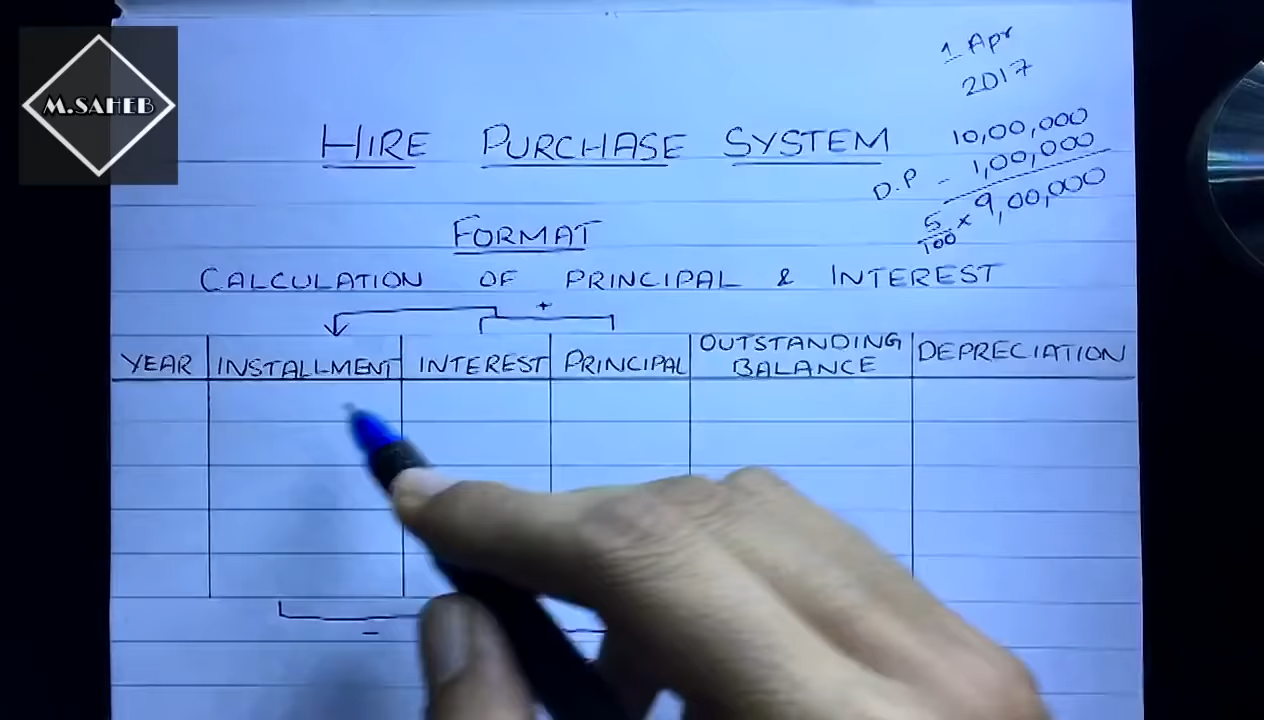 M.SAHEB
1 Apr
2017
HIRE PURCHASE SYSTEM
10,00,000
D.P - 1,00,000
5/100 × 9,00,000
FORMAT
CALCULATION OF PRINCIPAL & INTEREST
+
YEAR INSTALLMENT INTEREST PRINCIPAL OUTSTANDING BALANCE DEPRECIATION
-